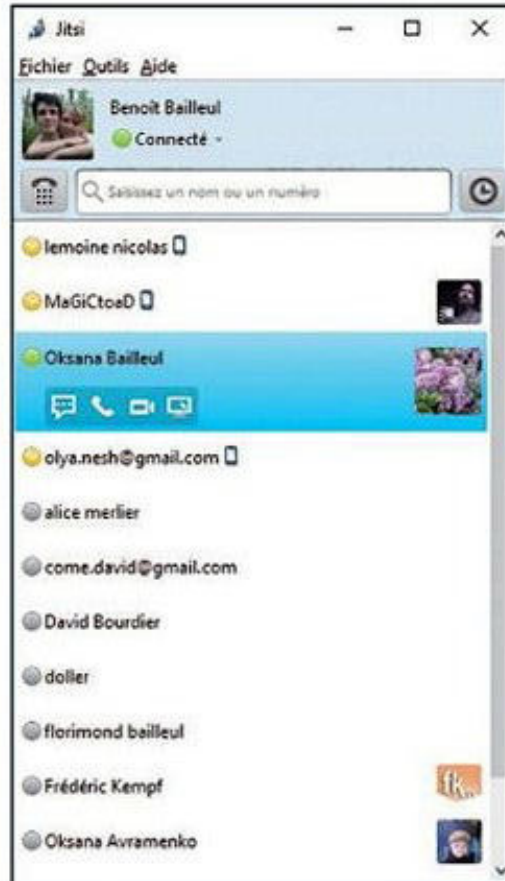 Jitsi
Fichier Outils Aide
Benoît Bailleul
Connecté
Saisissez un nom ou un numéro
lemoine nicolas
MaGiCtoaD
Oksana Bailleul
olya.nesh@gmail.com
alice merlier
come.david@gmail.com
David Bourdier
doller
florimond bailleul
Frédéric Kempf
fk
Oksana Avramenko